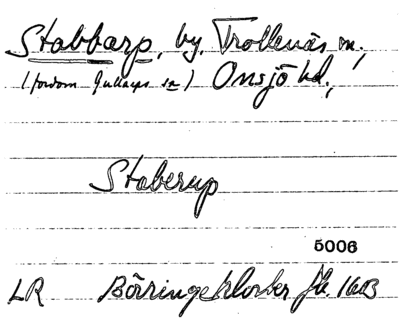 Stabbarp, by, Trollenäs sn,
(fordom Gullarps sn) Onsjö hd,
Staberup
5006
LR Börringekloster jb. 1603